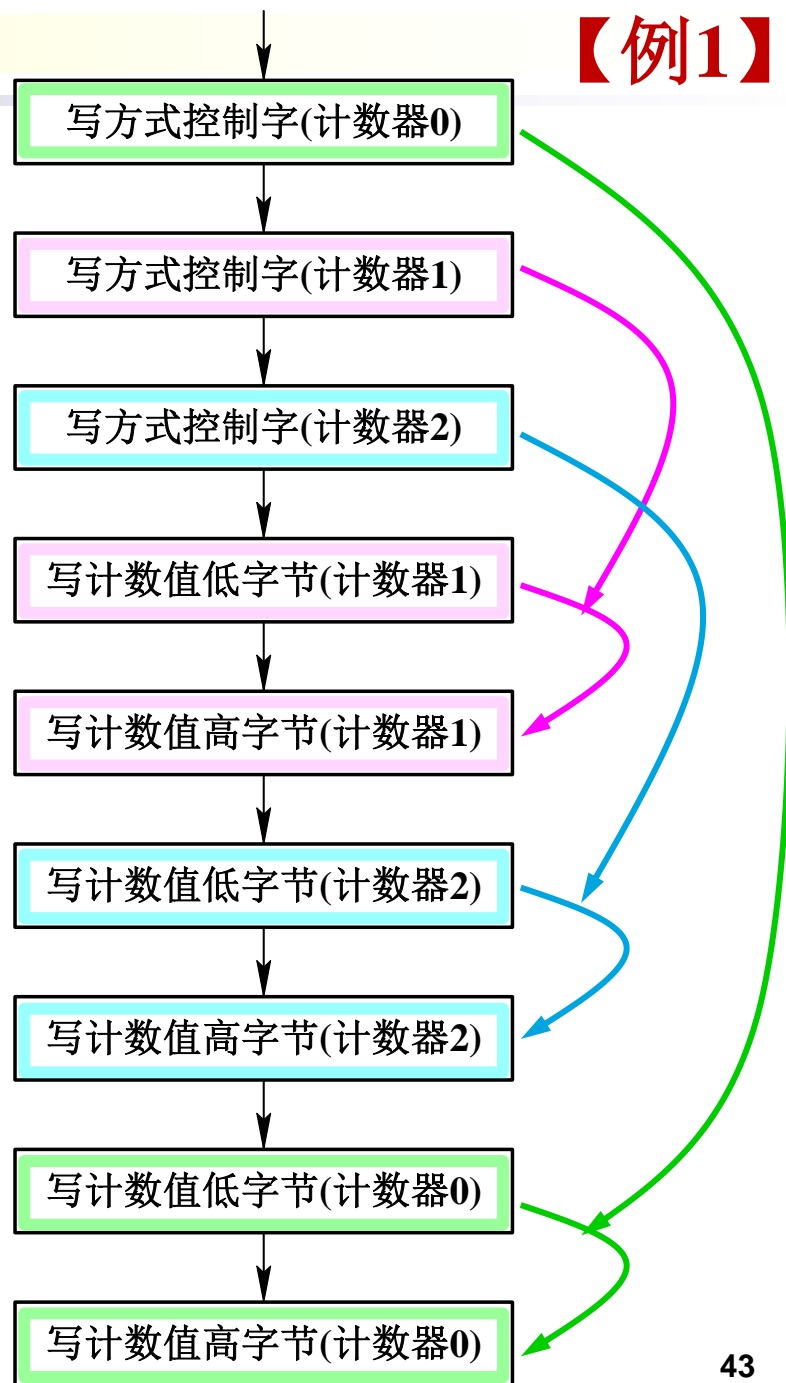 【例1】
写方式控制字(计数器0)
写方式控制字(计数器1)
写方式控制字(计数器2)
写计数值低字节(计数器1)
写计数值高字节(计数器1)
写计数值低字节(计数器2)
写计数值高字节(计数器2)
写计数值低字节(计数器0)
写计数值高字节(计数器0)
43